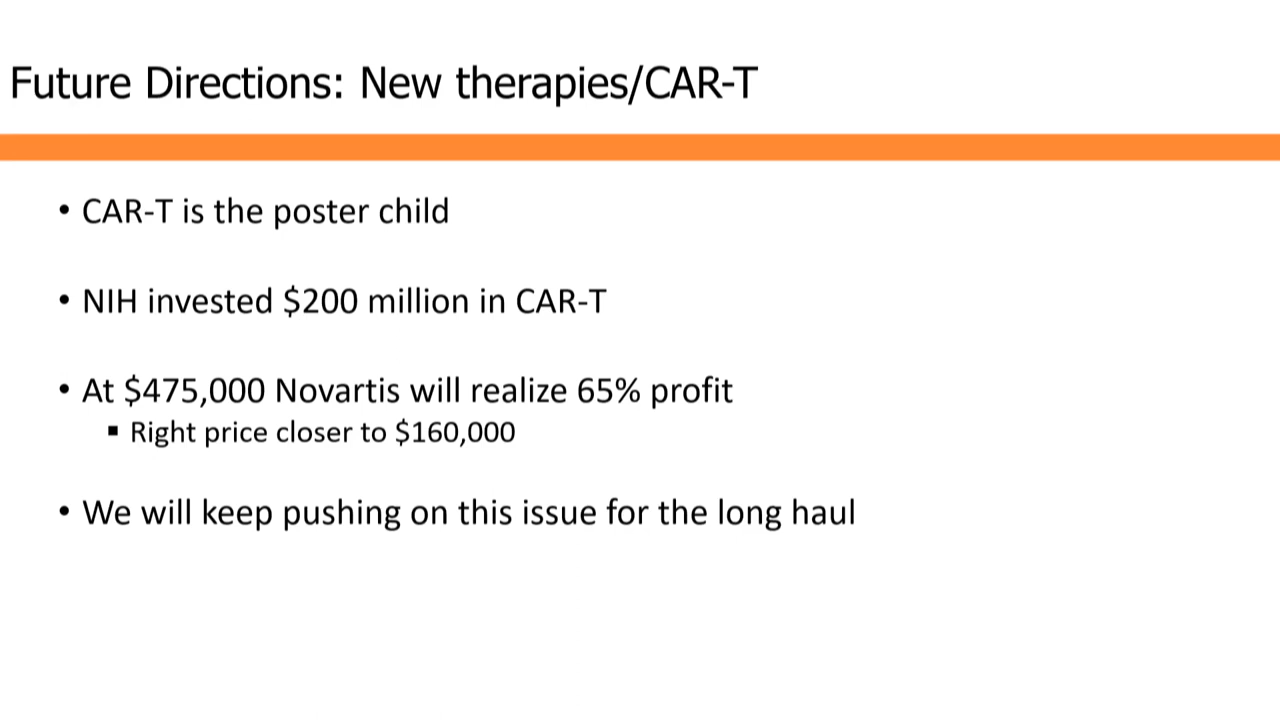 Future Directions: New therapies/CAR-T
• CAR-T is the poster child
• NIH invested $200 million in CAR-T
• At $475,000 Novartis will realize 65% profit
▪ Right price closer to $160,000
• We will keep pushing on this issue for the long haul